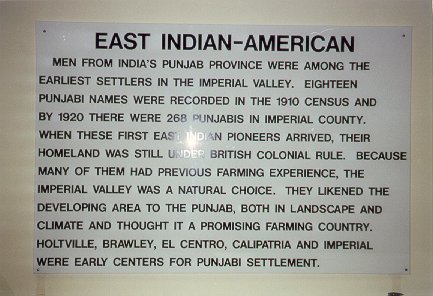 EAST INDIAN-AMERICAN
MEN FROM INDIA'S PUNJAB PROVINCE WERE AMONG THE
EARLIEST SETTLERS IN THE IMPERIAL VALLEY. EIGHTEEN
PUNJABI NAMES WERE RECORDED IN THE 1910 CENSUS AND
BY 1920 THERE WERE 268 PUNJABIS IN IMPERIAL COUNTY.
WHEN THESE FIRST EAST INDIAN PIONEERS ARRIVED, THEIR
HOMELAND WAS STILL UNDER BRITISH COLONIAL RULE. BECAUSE
MANY OF THEM HAD PREVIOUS FARMING EXPERIENCE, THE
IMPERIAL VALLEY WAS A NATURAL CHOICE. THEY LIKENED THE
DEVELOPING AREA TO THE PUNJAB, BOTH IN LANDSCAPE AND
CLIMATE AND THOUGHT IT A PROMISING FARMING COUNTRY.
HOLTVILLE, BRAWLEY, EL CENTRO, CALIPATRIA AND IMPERIAL
WERE EARLY CENTERS FOR PUNJABI SETTLEMENT.